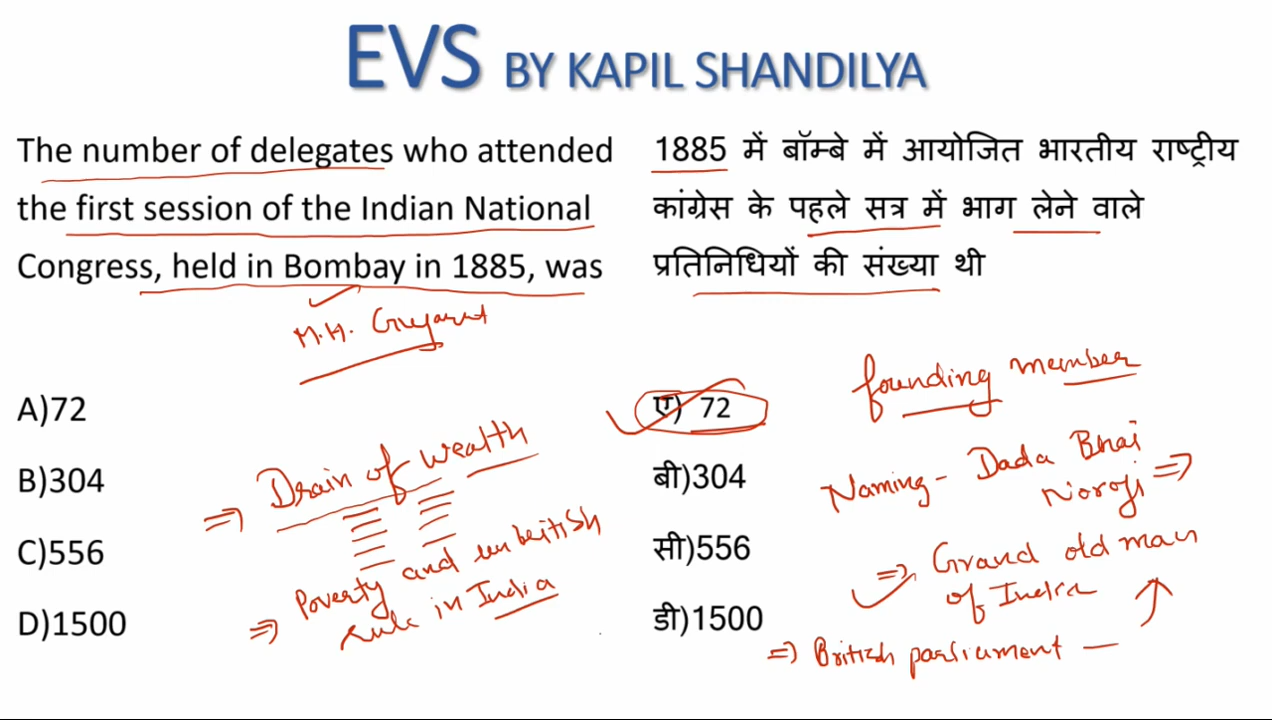 EVS BY KAPIL SHANDILYA
The number of delegates who attended
the first session of the Indian National
Congress, held in Bombay in 1885, was
1885 में बॉम्बे में आयोजित भारतीय राष्ट्रीय
कांग्रेस के पहले सत्र में भाग लेने वाले
प्रतिनिधियों की संख्या थी
M.H. Gujarat
founding member
A)72
B)304
C)556
D)1500
ए) 72
बी)304
सी)556
डी)1500
⇒ Drain of wealth
⇒ Poverty and un british
rule in India
Naming - Dada Bhai
Noroji ⇒
⇒ Grand old man
of India
⇒ British parliament —